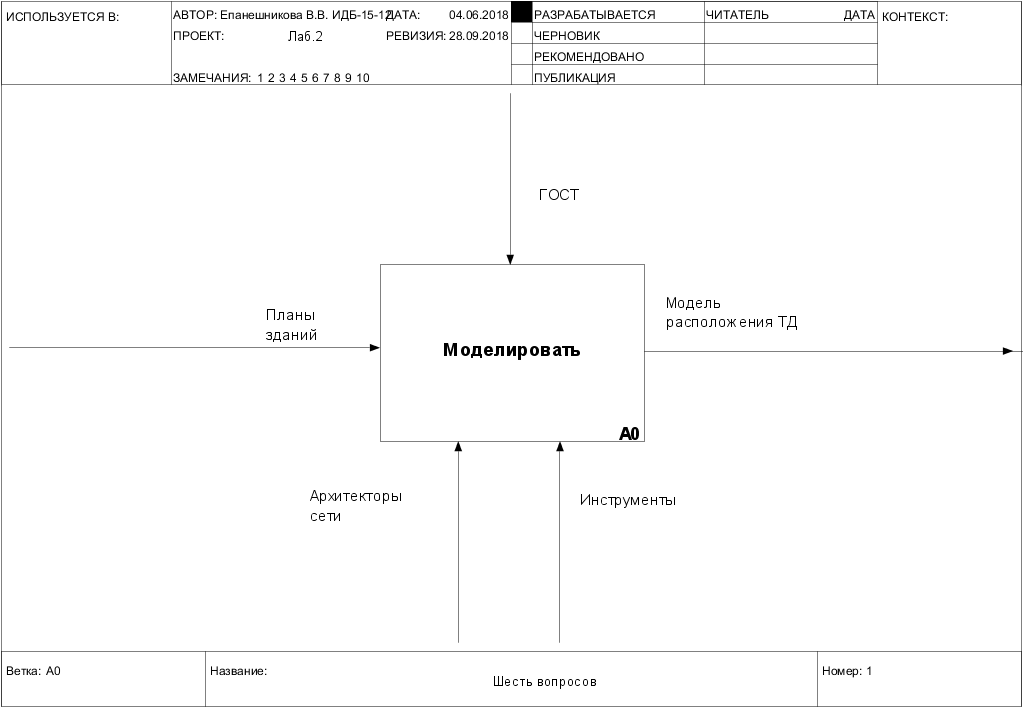 ИСПОЛЬЗУЕТСЯ В:
АВТОР: Епанешникова В.В. ИДБ-15-12
ДАТА: 04.06.2018
РАЗРАБАТЫВАЕТСЯ
ЧИТАТЕЛЬ
ДАТА
КОНТЕКСТ:
ПРОЕКТ: Лаб.2
РЕВИЗИЯ: 28.09.2018
ЧЕРНОВИК
РЕКОМЕНДОВАНО
ЗАМЕЧАНИЯ: 1 2 3 4 5 6 7 8 9 10
ПУБЛИКАЦИЯ
ГОСТ
Планы
зданий
Модель
расположения ТД
Моделировать
A0
Архитекторы
сети
Инструменты
Ветка: A0
Название:
Шесть вопросов
Номер: 1